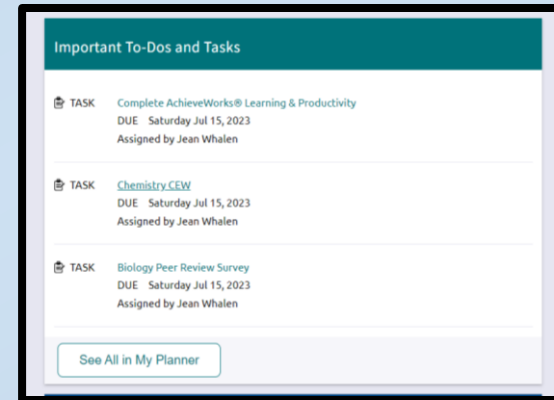 Important To-Dos and Tasks
TASK Complete AchieveWorks® Learning & Productivity
DUE Saturday Jul 15, 2023
Assigned by Jean Whalen
TASK Chemistry CEW
DUE Saturday Jul 15, 2023
Assigned by Jean Whalen
TASK Biology Peer Review Survey
DUE Saturday Jul 15, 2023
Assigned by Jean Whalen
See All in My Planner